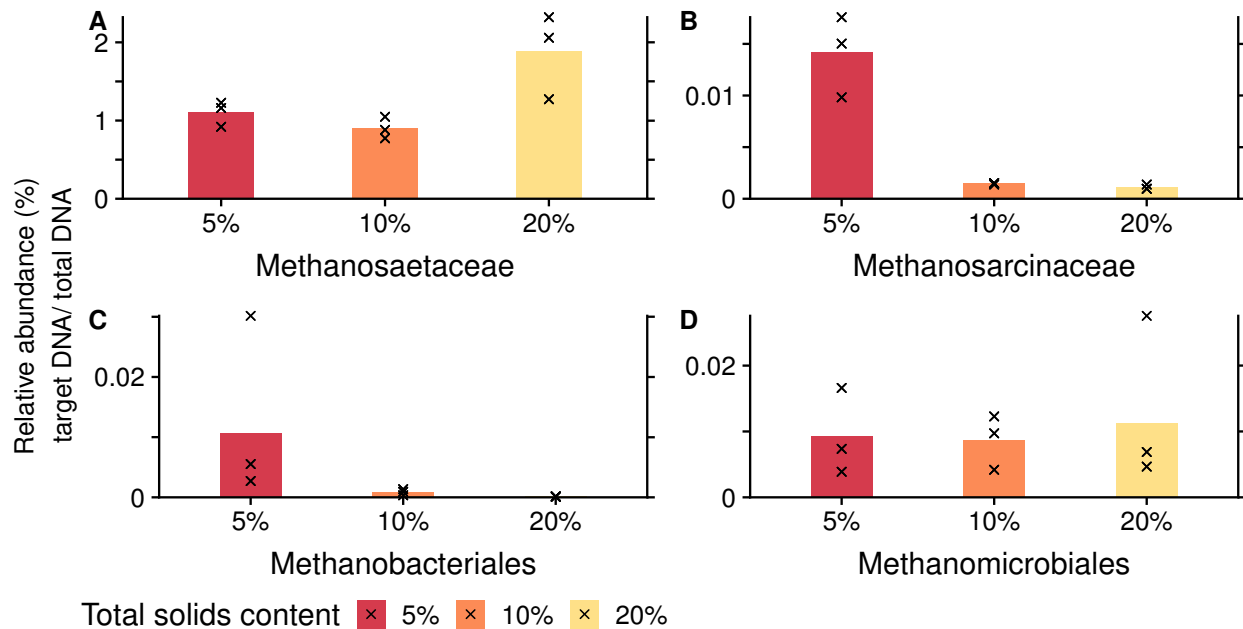 A
2
1
0
5% 10% 20%
Methanosaetaceae
B
0.01
0
5% 10% 20%
Methanosarcinaceae
Relative abundance (%)
target DNA/ total DNA
C
0.02
0
5% 10% 20%
Methanobacteriales
D
0.02
0
5% 10% 20%
Methanomicrobiales
Total solids content 5% 10% 20%